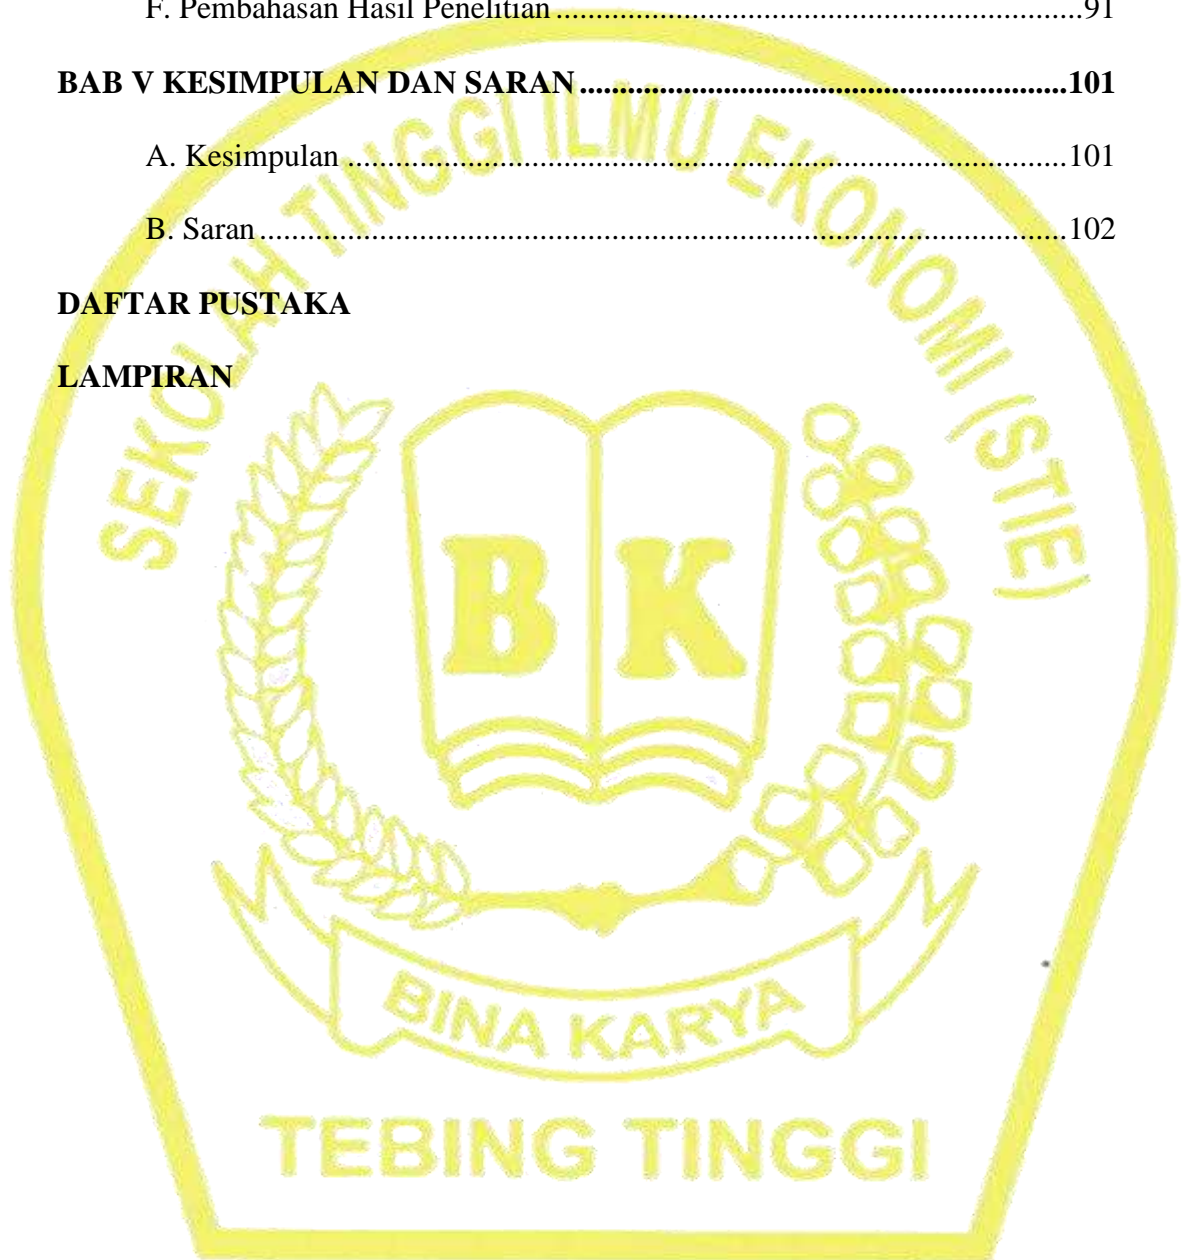 F. Pembahasan Hasil Penelitian ..................................................................91
BAB V KESIMPULAN DAN SARAN ............................................................101
A. Kesimpulan ..........................................................................................101
B. Saran .....................................................................................................102
DAFTAR PUSTAKA
LAMPIRAN
SEKOLAH TINGGI ILMU EKONOMI (STIE)
B K
BINA KARYA
TEBING TINGGI